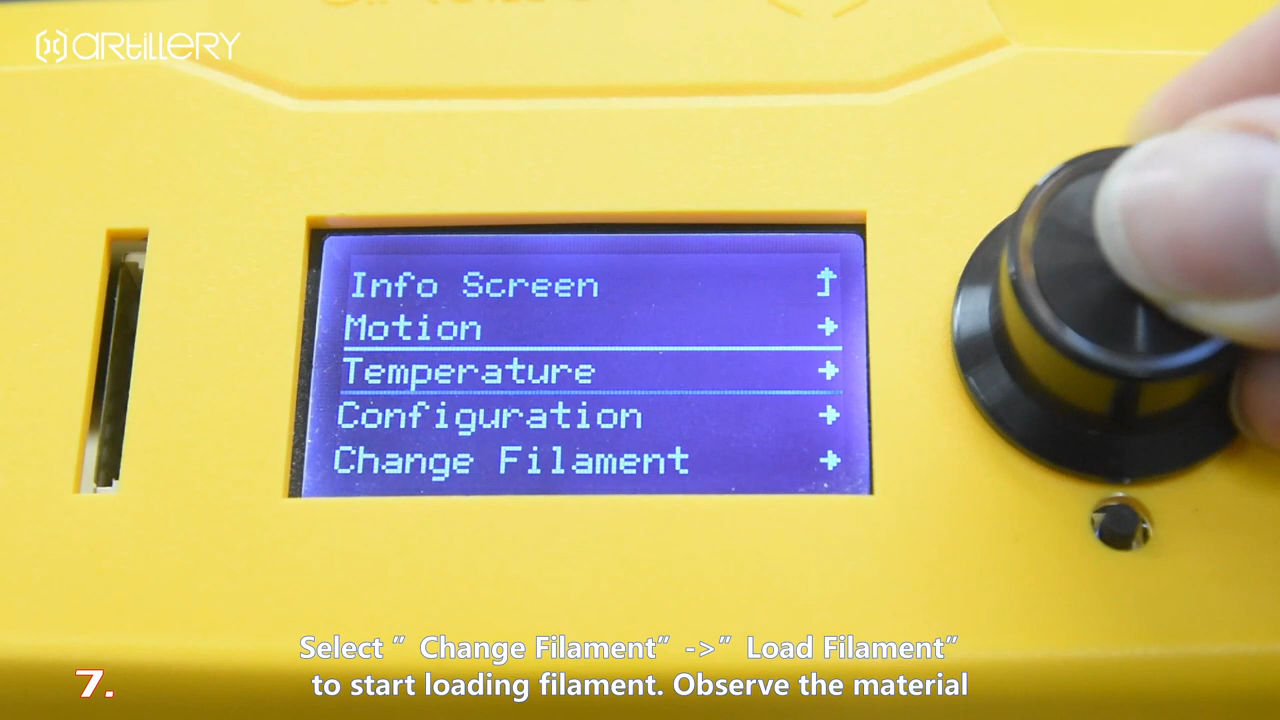 ARtillERY
Info Screen
Motion
Temperature
Configuration
Change Filament
Select ” Change Filament” ->” Load Filament”
to start loading filament. Observe the material
7.